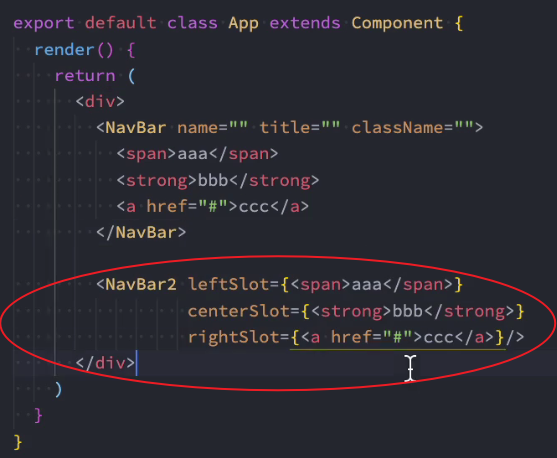 export default class App extends Component {
render() {
return (
<div>
<NavBar name="" title="" className="">
<span>aaa</span>
<strong>bbb</strong>
<a href="#">ccc</a>
</NavBar>
<NavBar2 leftSlot={<span>aaa</span>}
centerSlot={<strong>bbb</strong>}
rightSlot={<a href="#">ccc</a>}/>
</div>
)
}
}